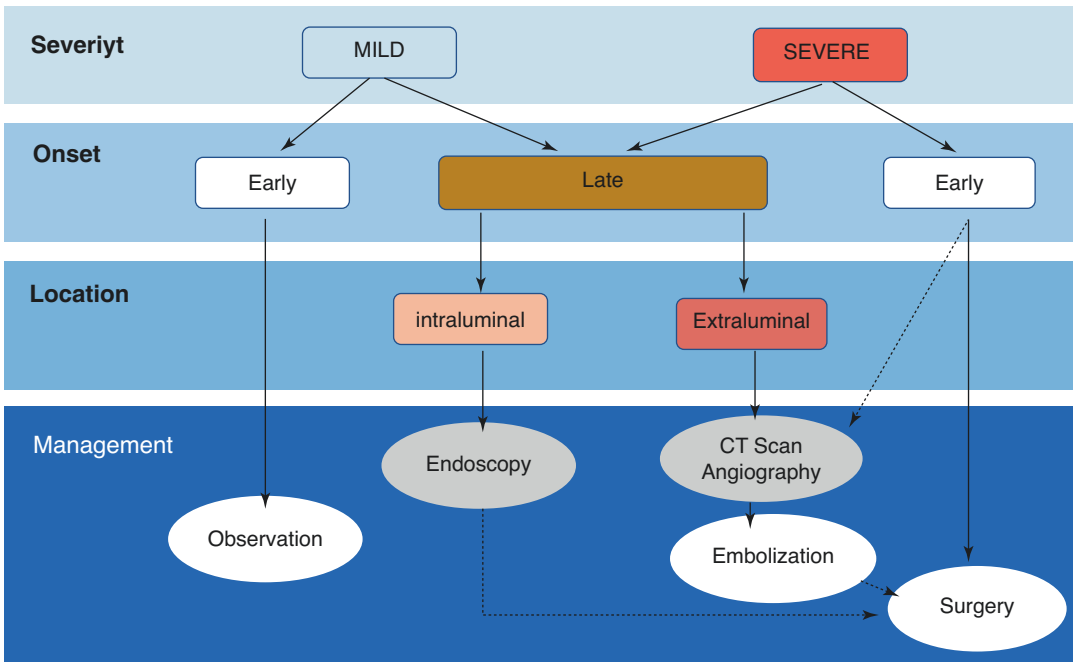 Severiyt
MILD
SEVERE
Onset
Early
Late
Early
Location
intraluminal
Extraluminal
Management
Endoscopy
CT Scan
Angiography
Observation
Embolization
Surgery